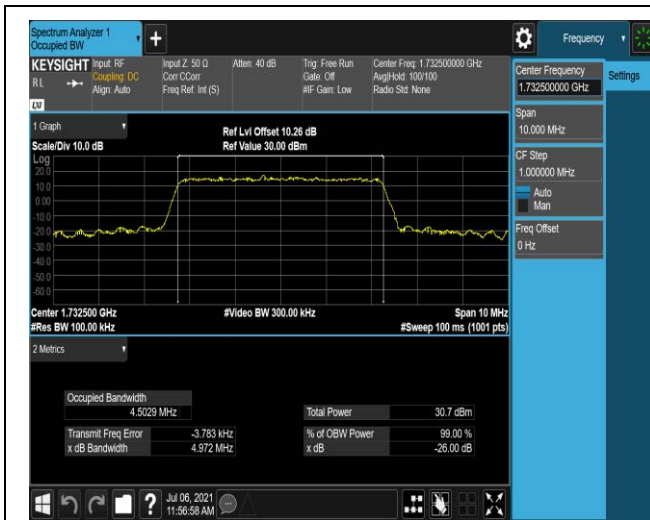 Spectrum Analyzer 1
Occupied BW
Frequency
KEYSIGHT
RL
LXI
Input: RF
Coupling: DC
Align: Auto
Input Z: 50 Ω
Corr CCorr
Freq Ref: Int (S)
Atten: 40 dB
Trig: Free Run
Gate: Off
#IF Gain: Low
Center Freq: 1.732500000 GHz
Avg|Hold: 100/100
Radio Std: None
Center Frequency
1.732500000 GHz
Settings
Span
10.000 MHz
CF Step
1.000000 MHz
Auto
Man
Freq Offset
0 Hz
1 Graph
Ref Lvl Offset 10.26 dB
Scale/Div 10.0 dB
Ref Value 30.00 dBm
Log
20.0
10.0
0.00
-10.0
-20.0
-30.0
-40.0
-50.0
-60.0
Center 1.732500 GHz
#Video BW 300.00 kHz
Span 10 MHz
#Res BW 100.00 kHz
#Sweep 100 ms (1001 pts)
2 Metrics
Occupied Bandwidth
4.5029 MHz
Total Power
30.7 dBm
Transmit Freq Error
-3.783 kHz
% of OBW Power
99.00 %
x dB Bandwidth
4.972 MHz
x dB
-26.00 dB
?
Jul 06, 2021
11:56:58 AM